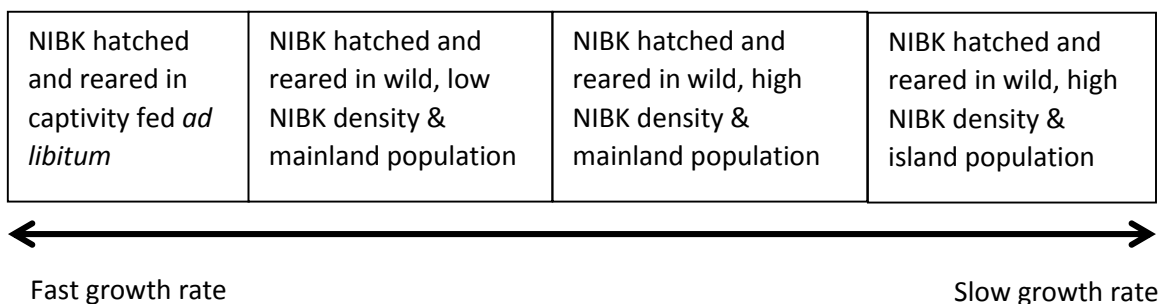 NIBK hatched
and reared in
captivity fed ad
libitum
NIBK hatched and
reared in wild, low
NIBK density &
mainland population
NIBK hatched and
reared in wild, high
NIBK density &
mainland population
NIBK hatched and
reared in wild, high
NIBK density &
island population
Fast growth rate
Slow growth rate